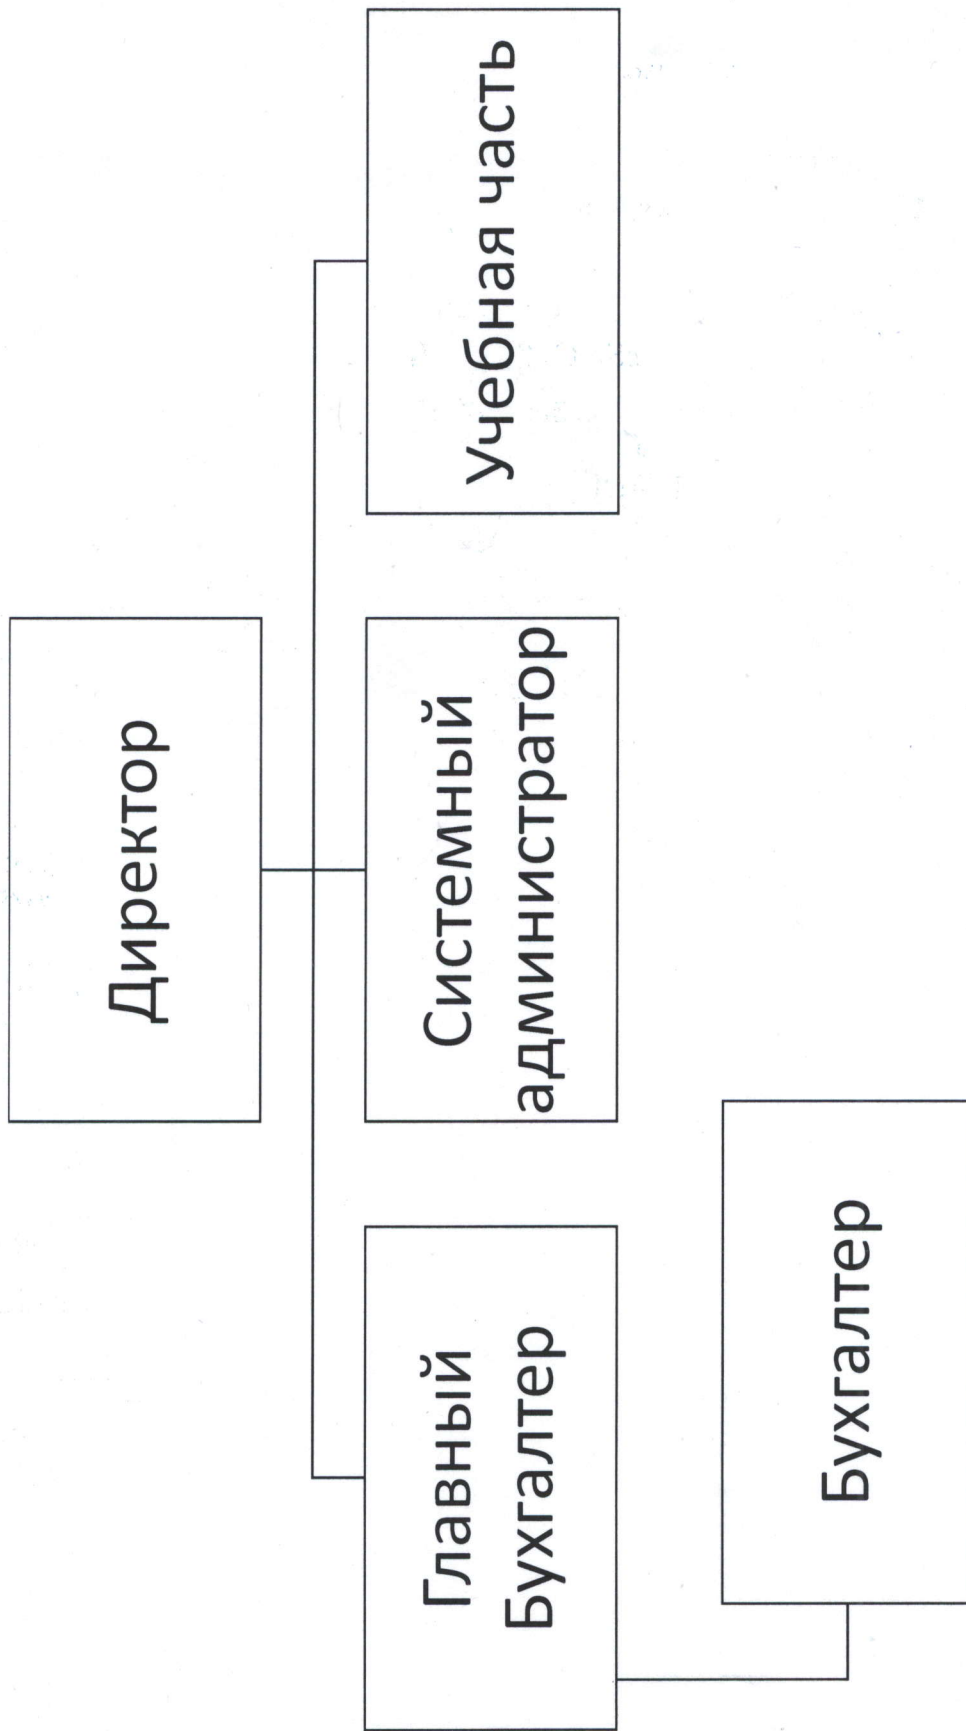 Директор
Главный
Бухгалтер
Системный
администратор
Учебная часть
Бухгалтер